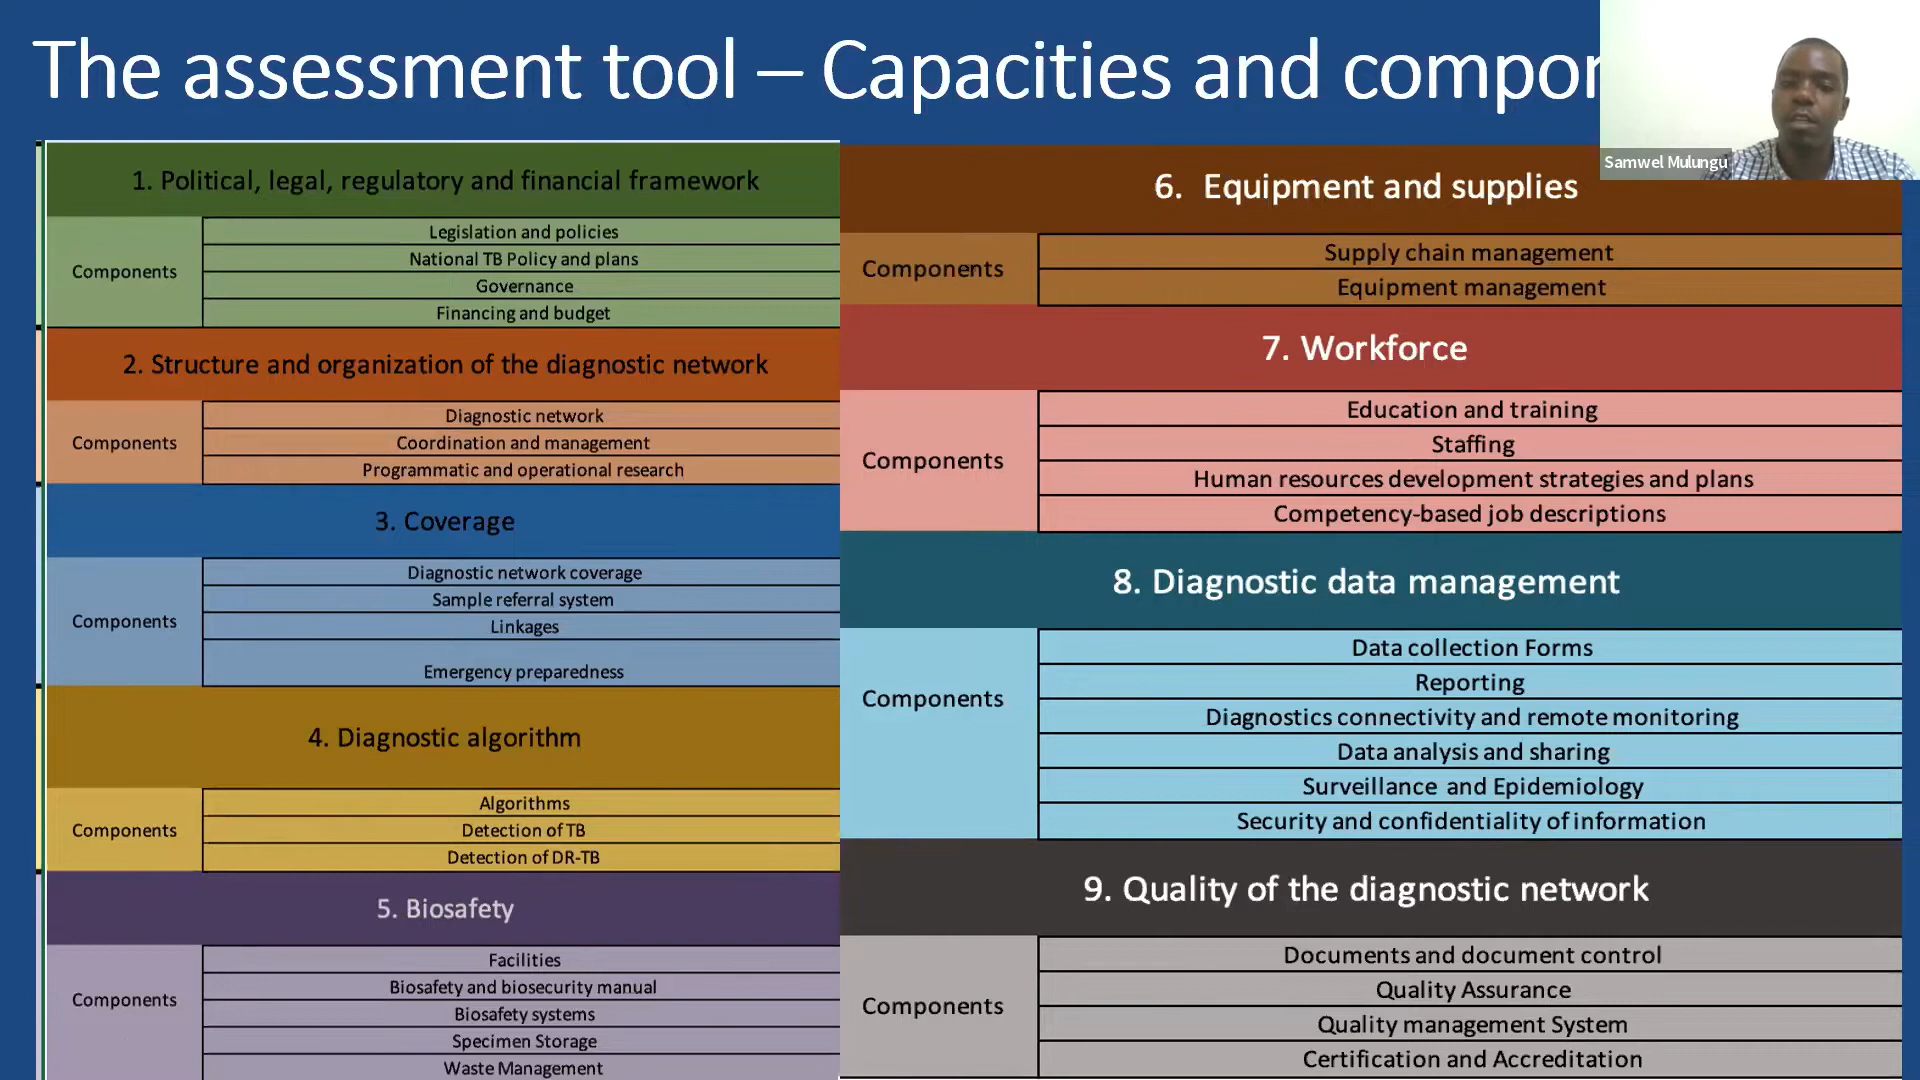 The assessment tool – Capacities and compor
Samwel Mulungu
1. Political, legal, regulatory and financial framework
Components
Legislation and policies
National TB Policy and plans
Governance
Financing and budget
2. Structure and organization of the diagnostic network
Components
Diagnostic network
Coordination and management
Programmatic and operational research
3. Coverage
Components
Diagnostic network coverage
Sample referral system
Linkages
Emergency preparedness
4. Diagnostic algorithm
Components
Algorithms
Detection of TB
Detection of DR-TB
5. Biosafety
Components
Facilities
Biosafety and biosecurity manual
Biosafety systems
Specimen Storage
Waste Management
6. Equipment and supplies
Components
Supply chain management
Equipment management
7. Workforce
Components
Education and training
Staffing
Human resources development strategies and plans
Competency-based job descriptions
8. Diagnostic data management
Components
Data collection Forms
Reporting
Diagnostics connectivity and remote monitoring
Data analysis and sharing
Surveillance and Epidemiology
Security and confidentiality of information
9. Quality of the diagnostic network
Components
Documents and document control
Quality Assurance
Quality management System
Certification and Accreditation